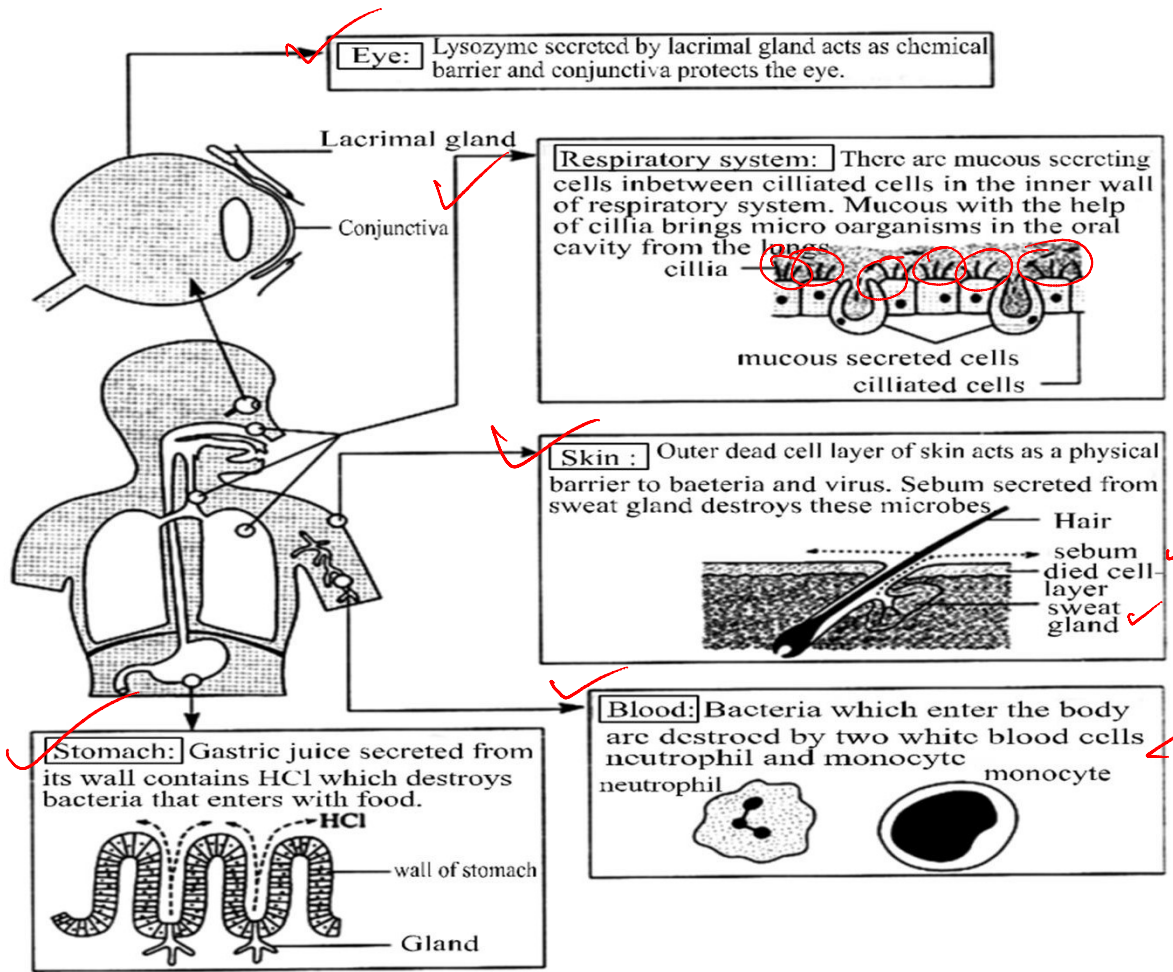 Eye: Lysozyme secreted by lacrimal gland acts as chemical
barrier and conjunctiva protects the eye.
Lacrimal gland
Conjunctiva
Respiratory system: There are mucous secreting
cells inbetween cilliated cells in the inner wall
of respiratory system. Mucous with the help
of cillia brings micro oarganisms in the oral
cavity from the longs
cillia
mucous secreted cells
cilliated cells
Skin : Outer dead cell layer of skin acts as a physical
barrier to baeteria and virus. Sebum secreted from
sweat gland destroys these microbes.
Hair
sebum
died cell
layer
sweat
gland
Blood: Bacteria which enter the body
are destroed by two white blood cells
neutrophil and monocyte
monocyte
neutrophil
Stomach: Gastric juice secreted from
its wall contains HCl which destroys
bacteria that enters with food.
HCl
wall of stomach
Gland